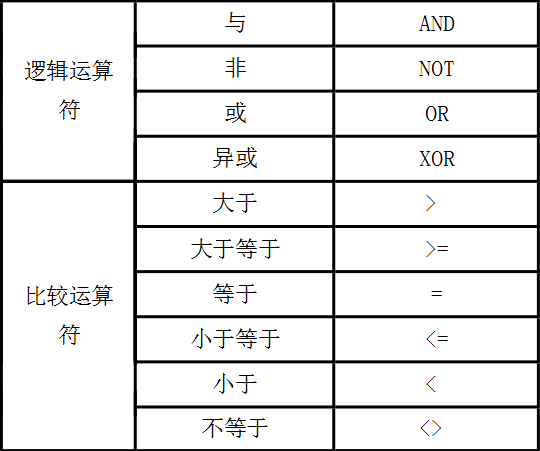 逻辑运算符
与 AND
非 NOT
或 OR
异或 XOR
比较运算符
大于 >
大于等于 >=
等于 =
小于等于 <=
小于 <
不等于 <>